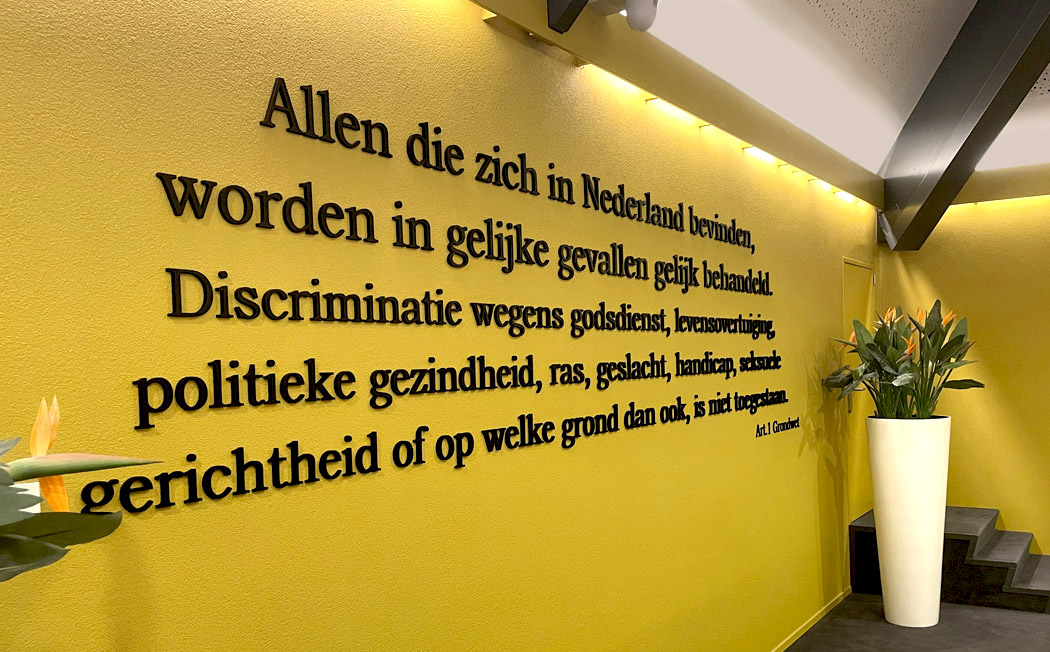 Allen die zich in Nederland bevinden,
worden in gelijke gevallen gelijk behandeld.
Discriminatie wegens godsdienst, levensovertuiging,
politieke gezindheid, ras, geslacht, handicap, seksuele
gerichtheid of op welke grond dan ook, is niet toegestaan.
Art.1 Grondwet